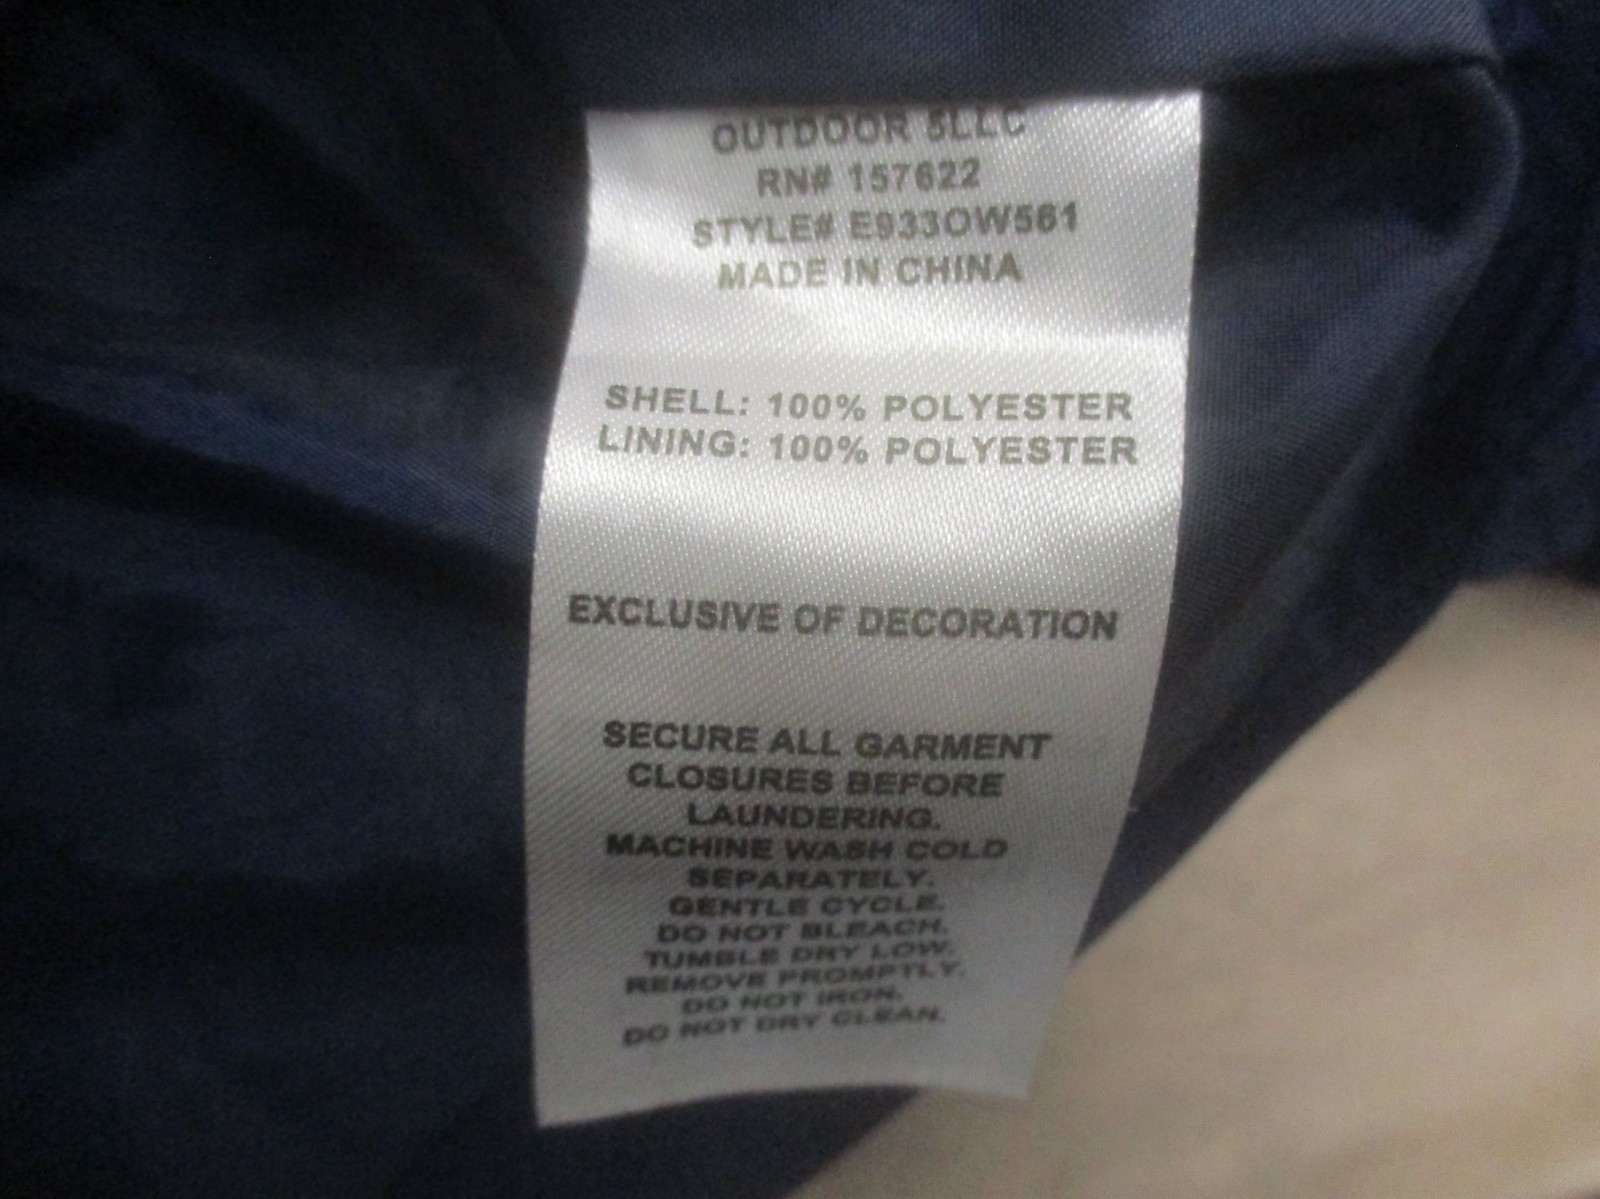 OUTDOOR 5LLC
RN# 157622
STYLE# E933OW561
MADE IN CHINA
SHELL: 100% POLYESTER
LINING: 100% POLYESTER
EXCLUSIVE OF DECORATION
SECURE ALL GARMENT
CLOSURES BEFORE
LAUNDERING.
MACHINE WASH COLD
SEPARATELY.
GENTLE CYCLE.
DO NOT BLEACH.
TUMBLE DRY LOW.
REMOVE PROMPTLY.
DO NOT IRON.
DO NOT DRY CLEAN.